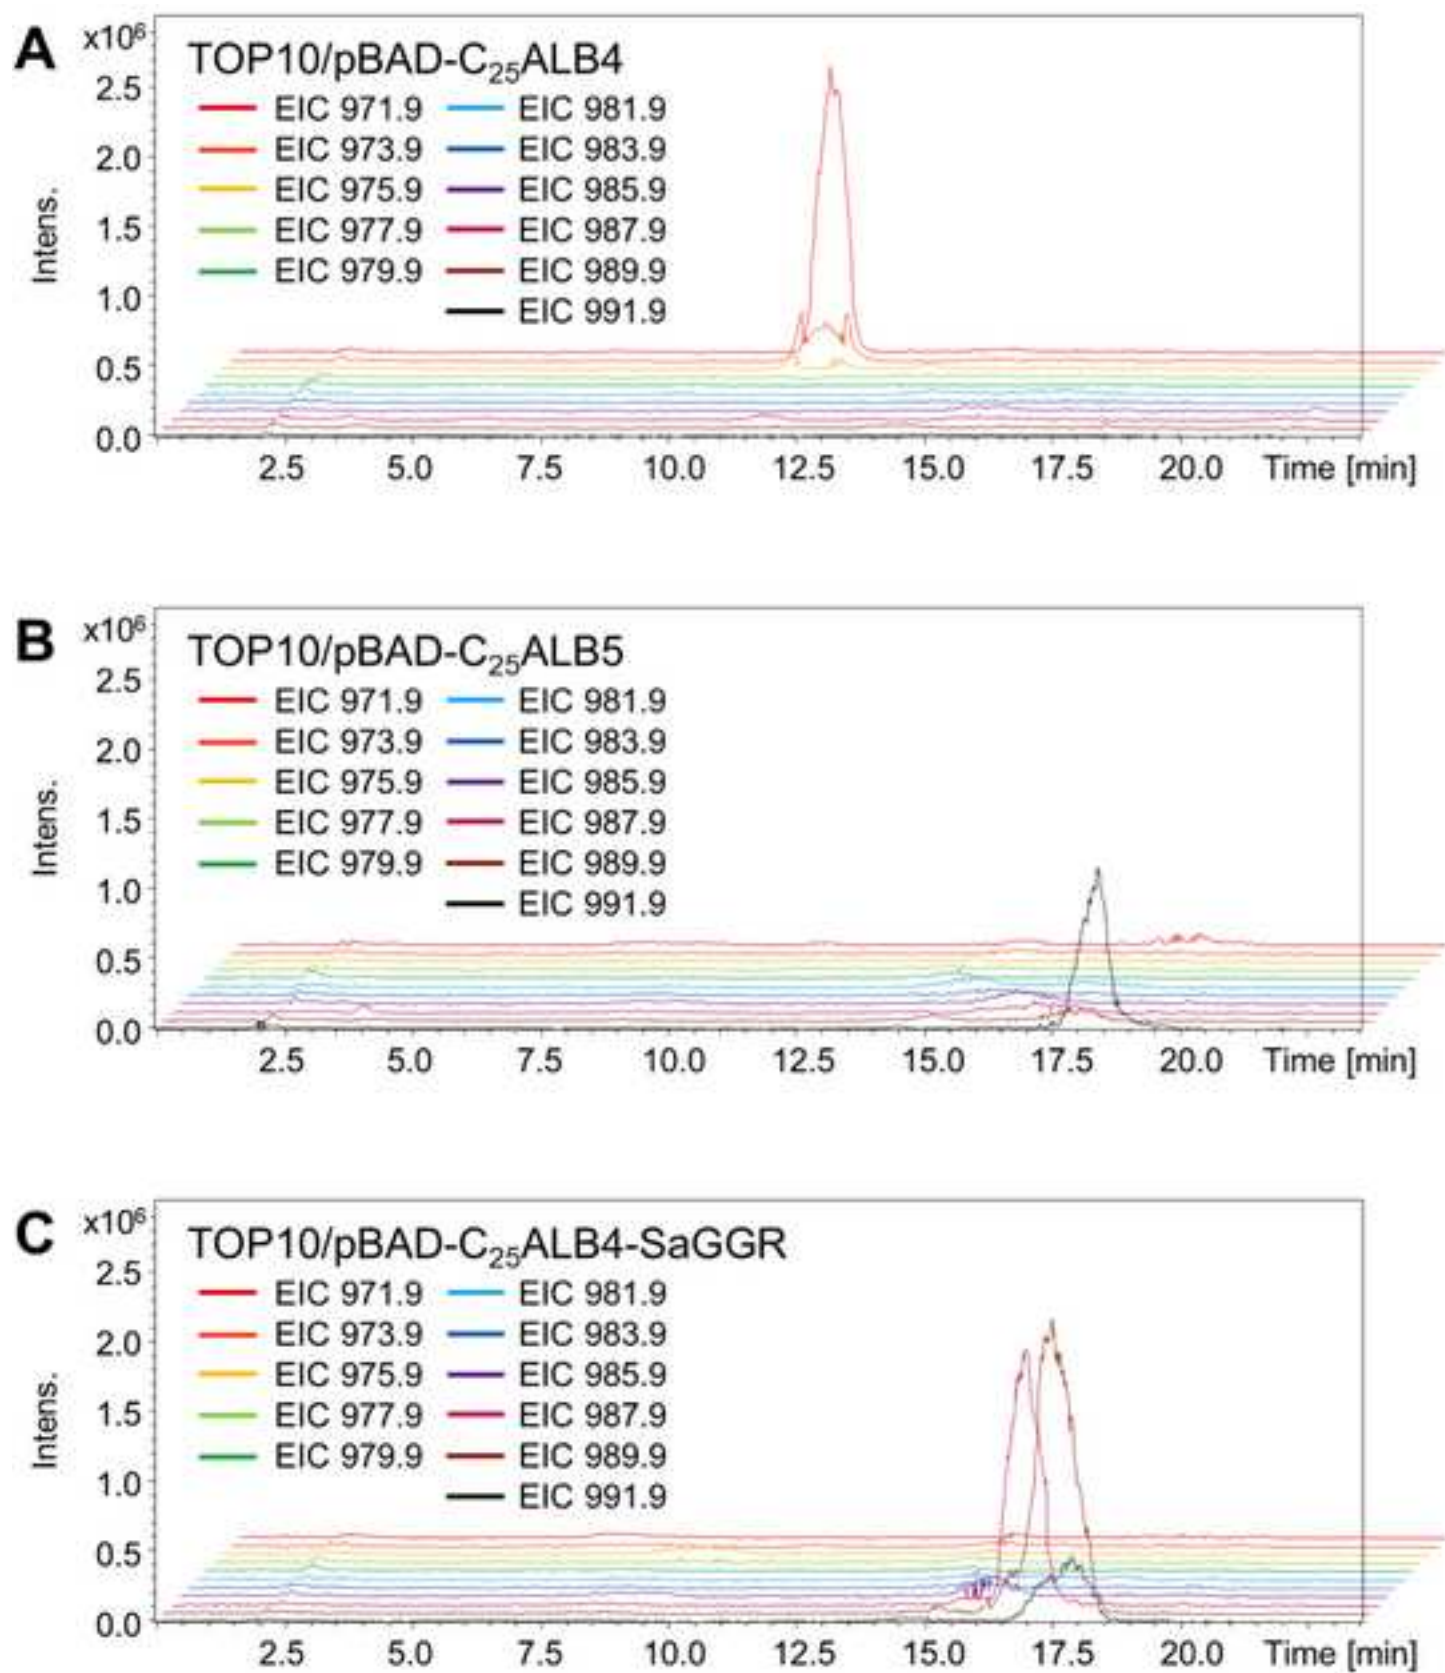 A
x10⁶
TOP10/pBAD-C₂₅ALB4
EIC 971.9 EIC 981.9
EIC 973.9 EIC 983.9
EIC 975.9 EIC 985.9
EIC 977.9 EIC 987.9
EIC 979.9 EIC 989.9
EIC 991.9
2.5
2.0
1.5
1.0
0.5
0.0
Intens.
2.5 5.0 7.5 10.0 12.5 15.0 17.5 20.0 Time [min]
B
x10⁶
TOP10/pBAD-C₂₅ALB5
EIC 971.9 EIC 981.9
EIC 973.9 EIC 983.9
EIC 975.9 EIC 985.9
EIC 977.9 EIC 987.9
EIC 979.9 EIC 989.9
EIC 991.9
2.5
2.0
1.5
1.0
0.5
0.0
Intens.
2.5 5.0 7.5 10.0 12.5 15.0 17.5 20.0 Time [min]
C
x10⁶
TOP10/pBAD-C₂₅ALB4-SaGGR
EIC 971.9 EIC 981.9
EIC 973.9 EIC 983.9
EIC 975.9 EIC 985.9
EIC 977.9 EIC 987.9
EIC 979.9 EIC 989.9
EIC 991.9
2.5
2.0
1.5
1.0
0.5
0.0
Intens.
2.5 5.0 7.5 10.0 12.5 15.0 17.5 20.0 Time [min]